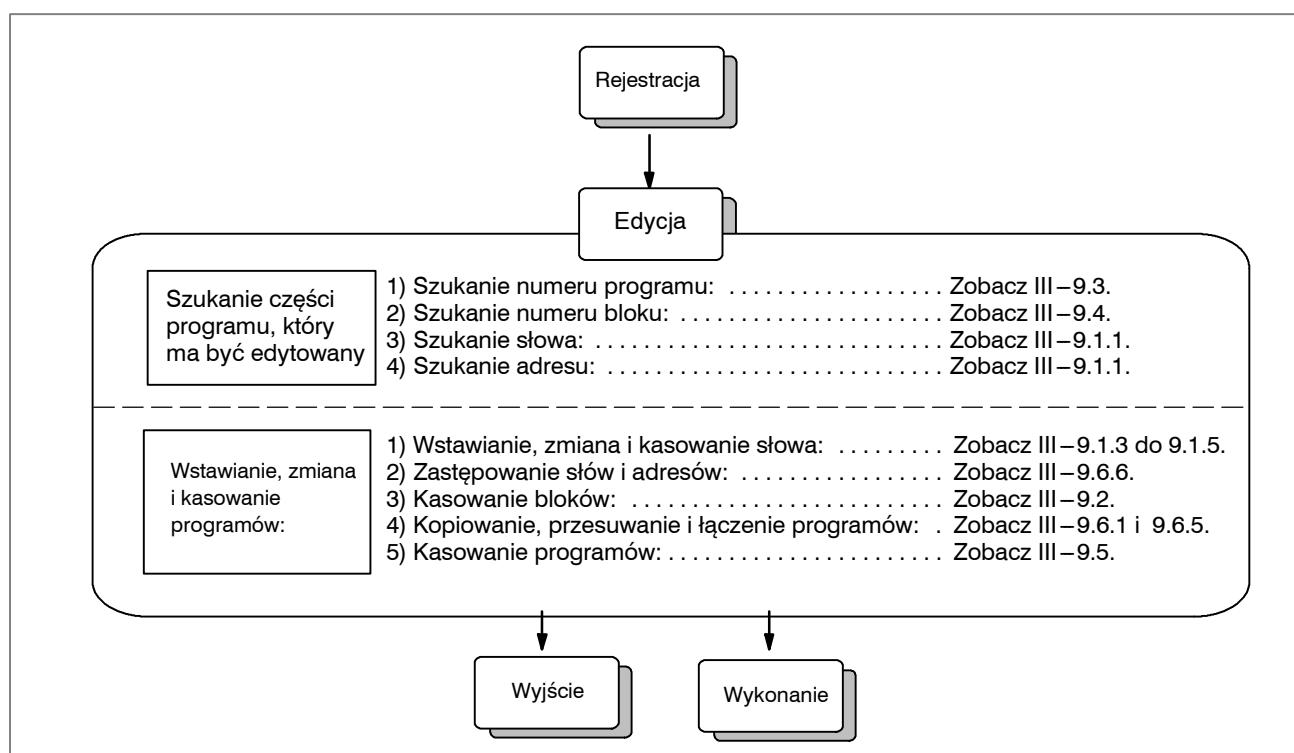 Rejestracja
Edycja
Szukanie części
programu, który
ma być edytowany
1) Szukanie numeru programu: . . . . . . . . . . . . . . . . . . . Zobacz III–9.3.
2) Szukanie numeru bloku: . . . . . . . . . . . . . . . . . . . . . . . Zobacz III–9.4.
3) Szukanie słowa: . . . . . . . . . . . . . . . . . . . . . . . . . . . . . . Zobacz III–9.1.1.
4) Szukanie adresu: . . . . . . . . . . . . . . . . . . . . . . . . . . . . . Zobacz III–9.1.1.
Wstawianie, zmiana
i kasowanie
programów:
1) Wstawianie, zmiana i kasowanie słowa: . . . . . . . . . Zobacz III–9.1.3 do 9.1.5.
2) Zastępowanie słów i adresów: . . . . . . . . . . . . . . . . . Zobacz III–9.6.6.
3) Kasowanie bloków: . . . . . . . . . . . . . . . . . . . . . . . . . . . Zobacz III–9.2.
4) Kopiowanie, przesuwanie i łączenie programów: . Zobacz III–9.6.1 i 9.6.5.
5) Kasowanie programów: . . . . . . . . . . . . . . . . . . . . . . . Zobacz III–9.5.
Wyjście
Wykonanie